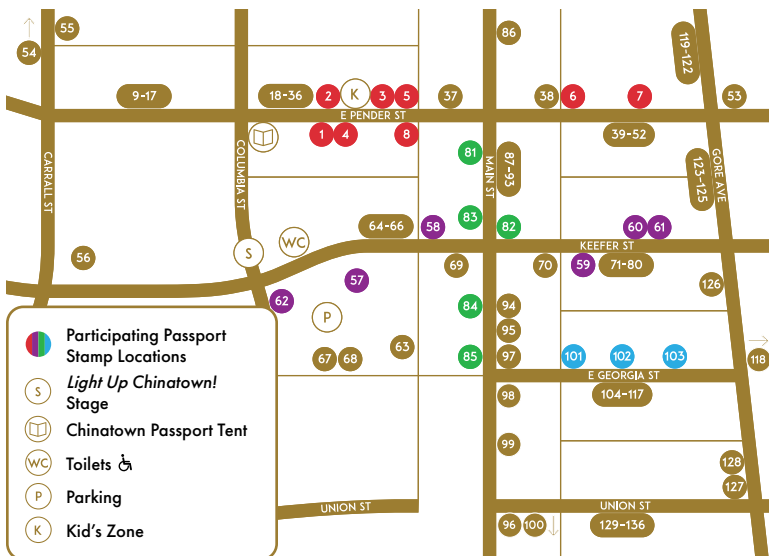 55
54
86
119-122
9-17
18-36
2
K
3
5
37
38
6
7
53
E PENDER ST
1
4
8
39-52
CARRALL ST
COLUMBIA ST
MAIN ST
GORE AVE
81
87-93
123-125
83
64-66
58
82
60
61
KEEFER ST
WC
S
56
69
70
59
71-80
57
126
62
P
84
94
95
63
67
68
85
97
101
102
103
118
E GEORGIA ST
98
104-117
99
128
127
UNION ST
UNION ST
96
100
129-136
Participating Passport
Stamp Locations
S
Light Up Chinatown!
Stage
Chinatown Passport Tent
WC
Toilets
P
Parking
K
Kid's Zone